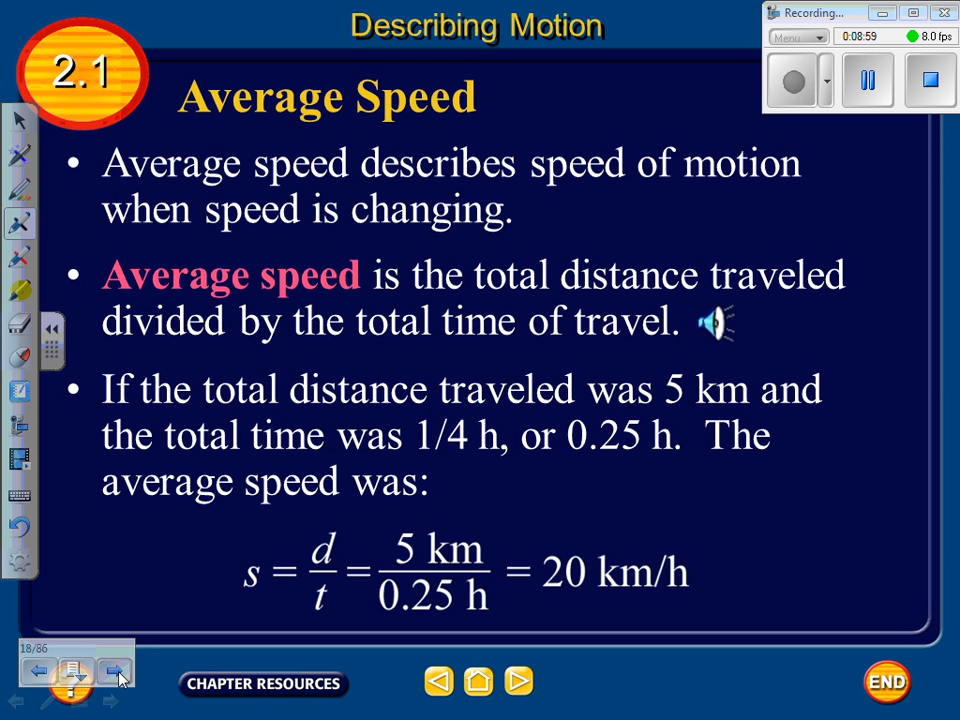 Describing Motion
Recording...
Menu
0:08:59
8.0 fps
2.1
Average Speed
• Average speed describes speed of motion
when speed is changing.
• Average speed is the total distance traveled
divided by the total time of travel.
• If the total distance traveled was 5 km and
the total time was 1/4 h, or 0.25 h. The
average speed was:
s = d/t = 5 km/0.25 h = 20 km/h
18/86
?
CHAPTER RESOURCES
END